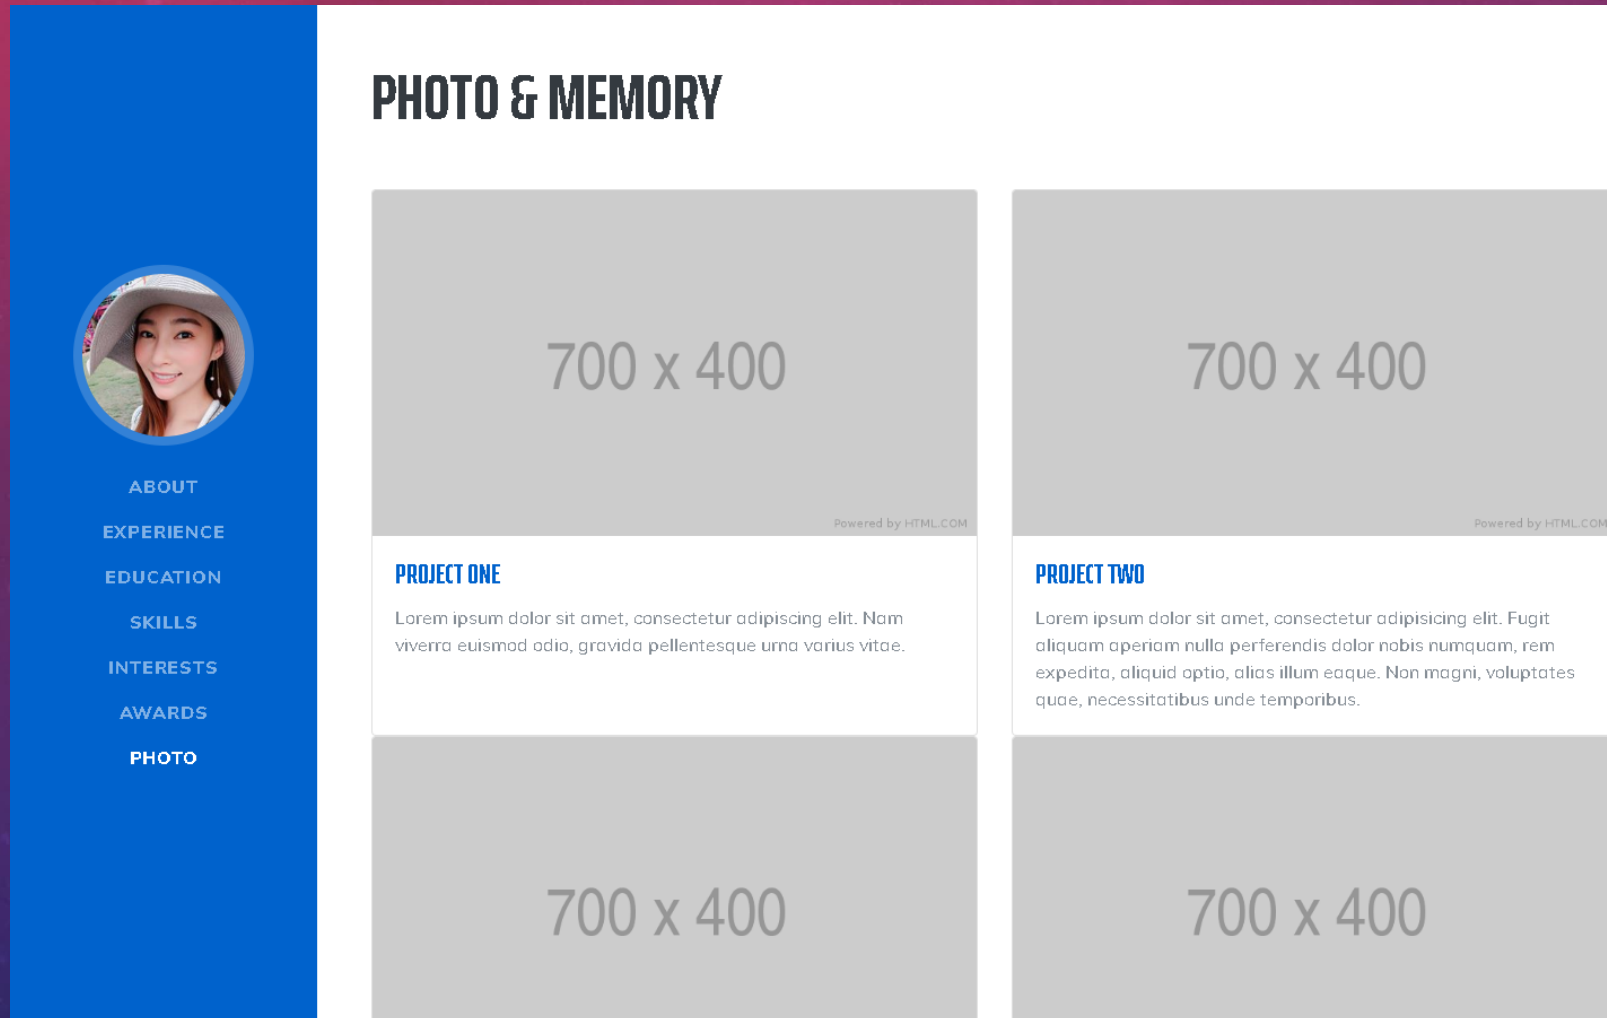 PHOTO & MEMORY
ABOUT
EXPERIENCE
EDUCATION
SKILLS
INTERESTS
AWARDS
PHOTO
700 x 400
Powered by HTML.COM
PROJECT ONE
Lorem ipsum dolor sit amet, consectetur adipiscing elit. Nam
viverra euismod odio, gravida pellentesque urna varius vitae.
700 x 400
Powered by HTML.COM
PROJECT TWO
Lorem ipsum dolor sit amet, consectetur adipisicing elit. Fugit
aliquam aperiam nulla perferendis dolor nobis numquam, rem
expedita, aliquid optio, alias illum eaque. Non magni, voluptates
quae, necessitatibus unde temporibus.
700 x 400
700 x 400